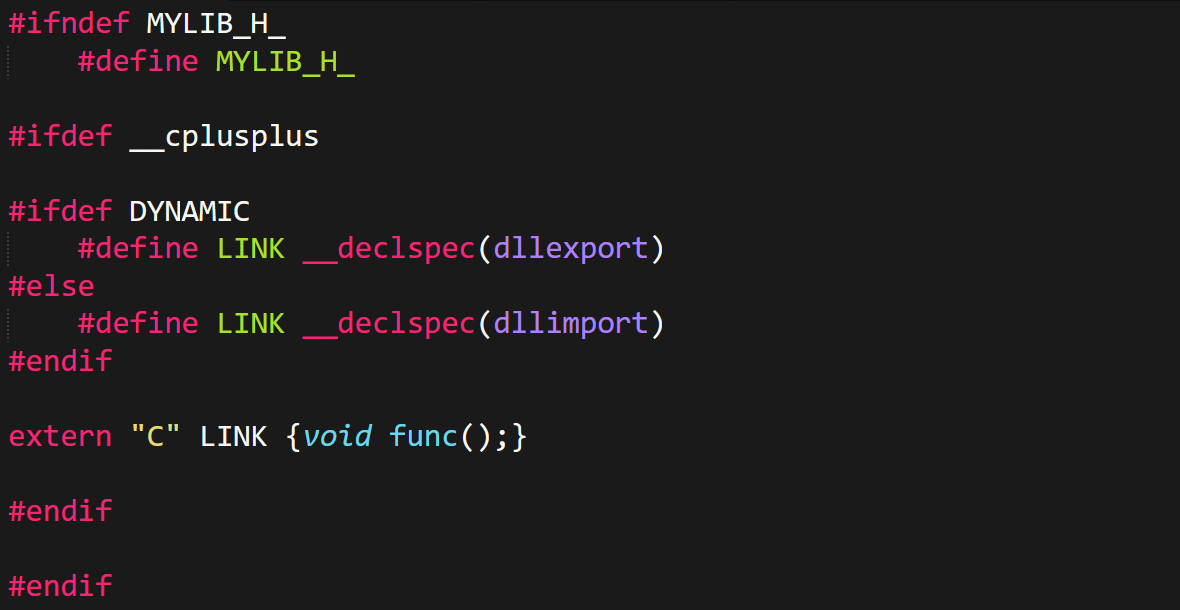 #ifndef MYLIB_H_
    #define MYLIB_H_
#ifdef __cplusplus
#ifdef DYNAMIC
    #define LINK __declspec(dllexport)
#else
    #define LINK __declspec(dllimport)
#endif
extern "C" LINK {void func();}
#endif
#endif